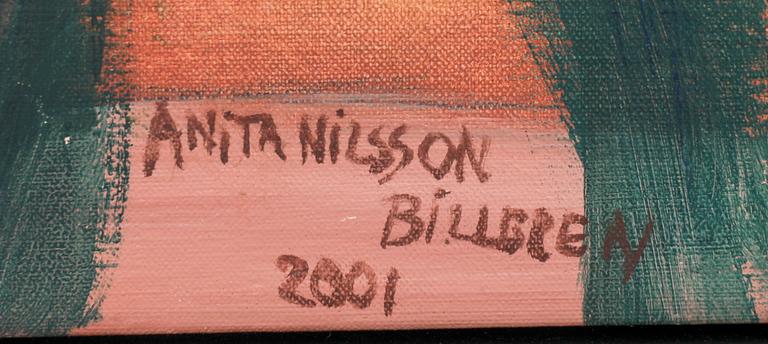 ANITA NILSSON
BILLGREN
2001